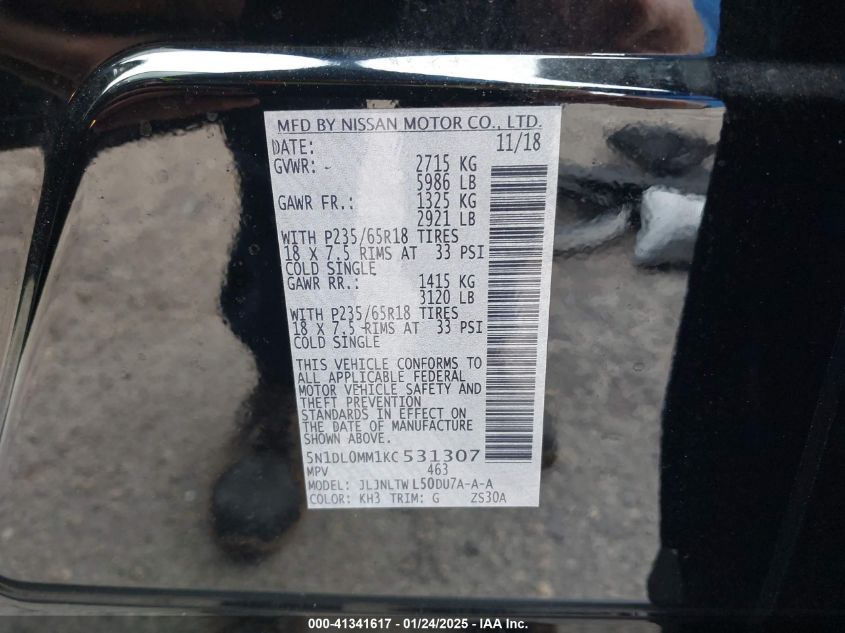 MFD BY NISSAN MOTOR CO., LTD.
DATE: 11/18
GVWR: - 2715 KG
5986 LB
GAWR FR.: 1325 KG
2921 LB
WITH P235/65R18 TIRES
18 X 7.5 RIMS AT 33 PSI
COLD SINGLE
GAWR RR.: 1415 KG
3120 LB
WITH P235/65R18 TIRES
18 X 7.5 RIMS AT 33 PSI
COLD SINGLE
THIS VEHICLE CONFORMS TO
ALL APPLICABLE FEDERAL
MOTOR VEHICLE SAFETY AND
THEFT PREVENTION
STANDARDS IN EFFECT ON
THE DATE OF MANUFACTURE
SHOWN ABOVE.
5N1DL0MM1KC531307
MPV 463
MODEL: JLJNLTWL50DU7A-A-A
COLOR: KH3 TRIM: G ZS30A
000-41341617 - 01/24/2025 - IAA Inc.